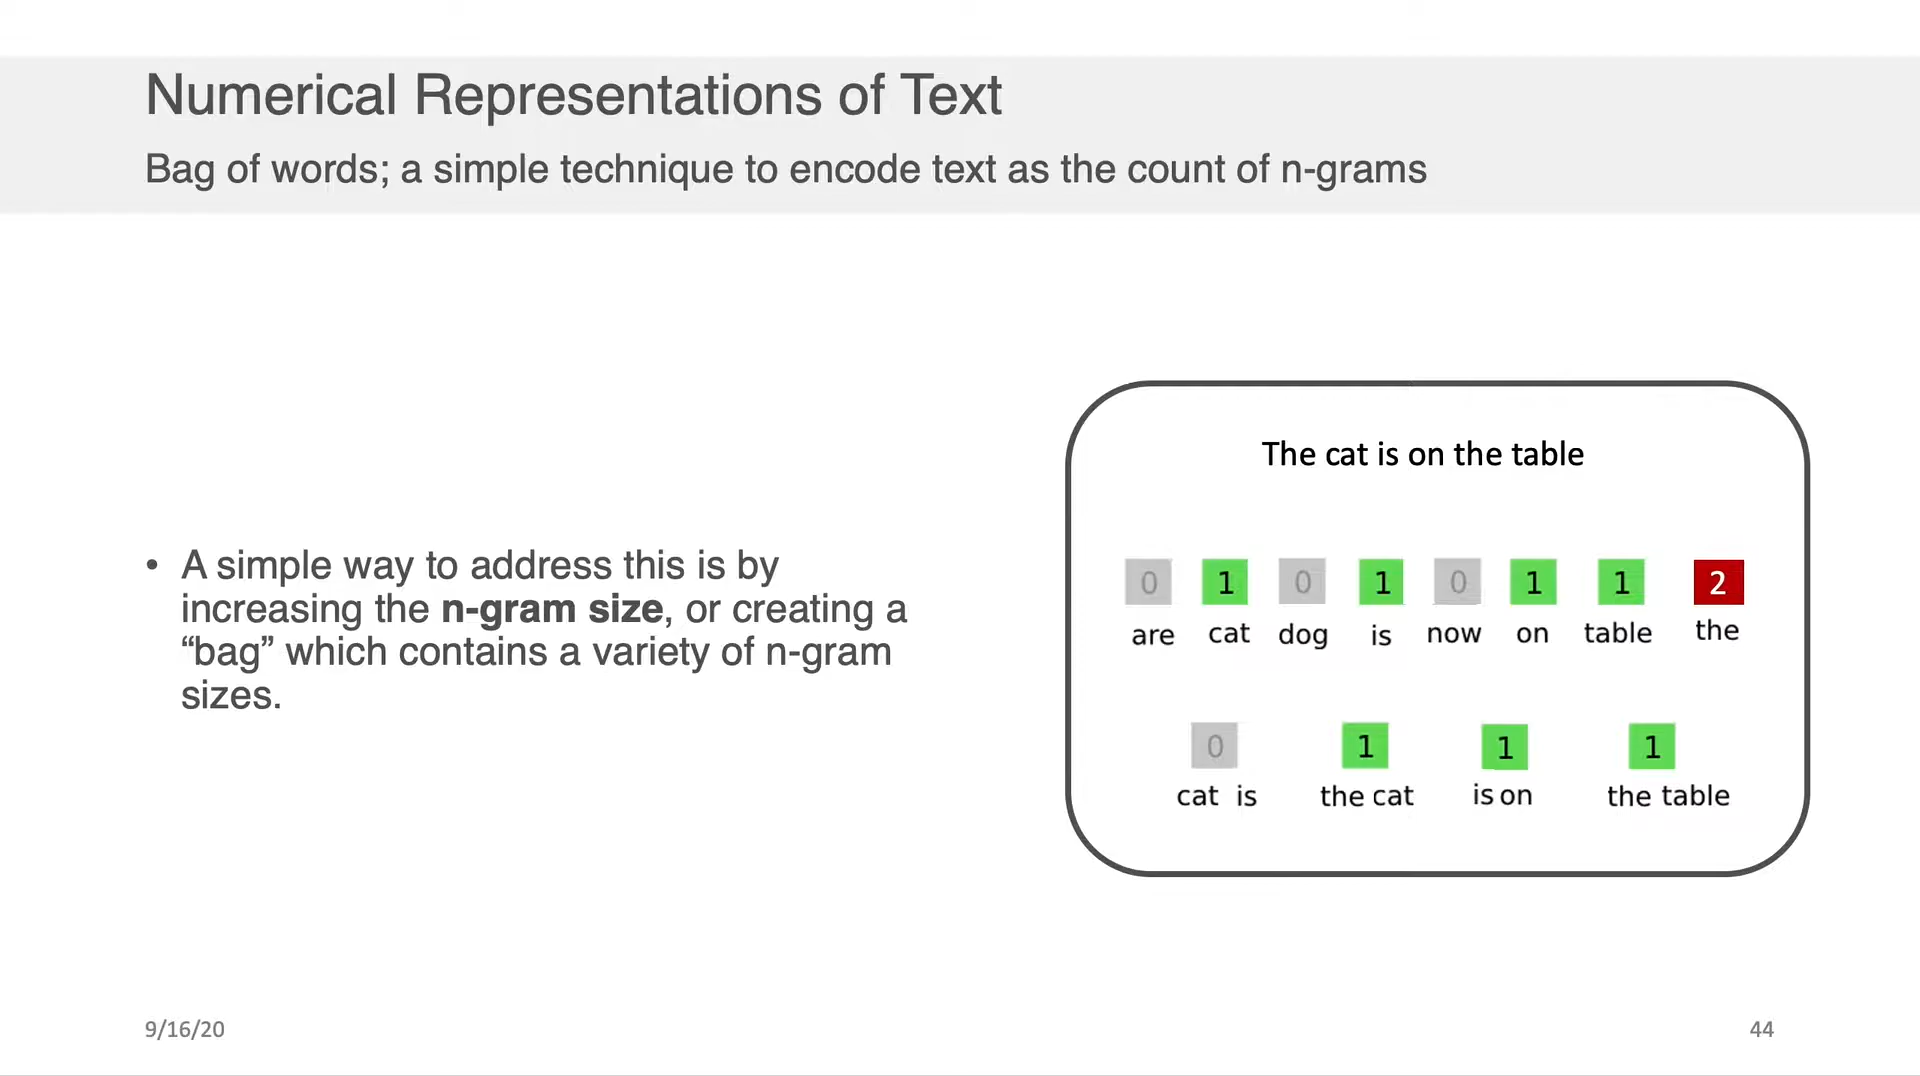 Numerical Representations of Text
Bag of words; a simple technique to encode text as the count of n-grams
• A simple way to address this is by
increasing the n-gram size, or creating a
“bag” which contains a variety of n-gram
sizes.
The cat is on the table
0 1 0 1 0 1 1 2
are cat dog is now on table the
0 1 1 1
cat is the cat is on the table
9/16/20
44